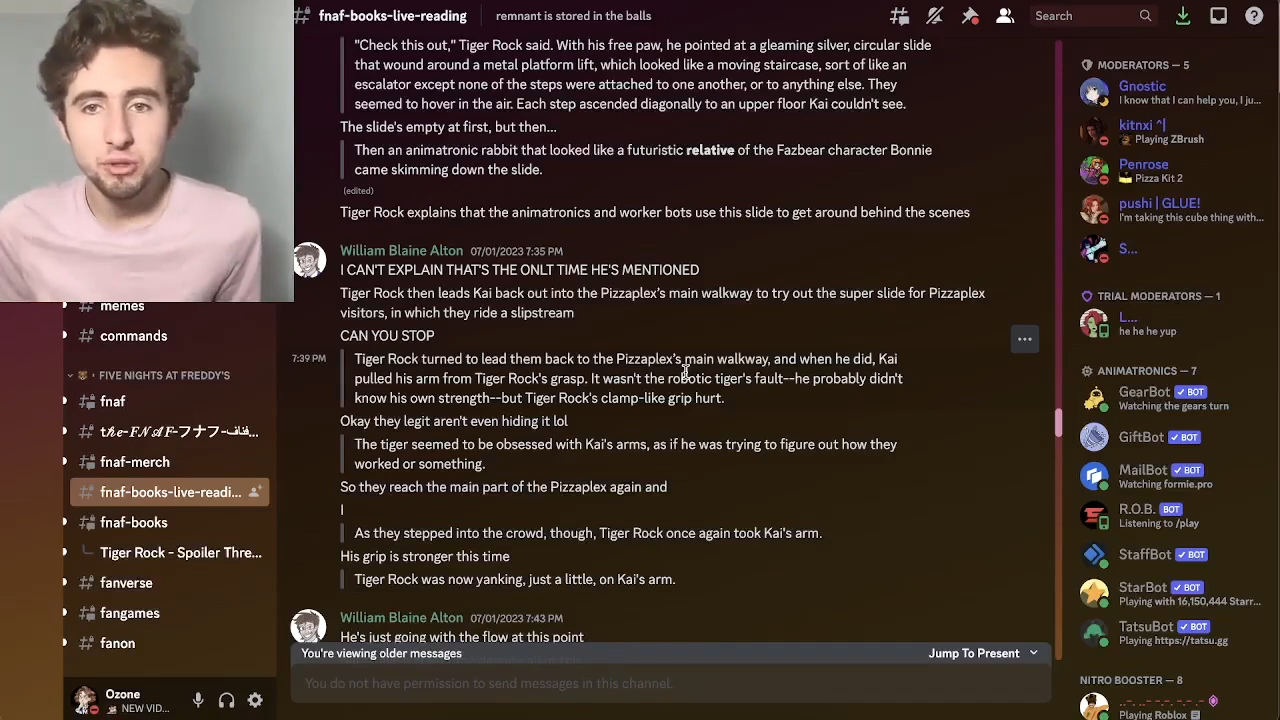 fnaf-books-live-reading
remnant is stored in the balls
Search
"Check this out," Tiger Rock said. With his free paw, he pointed at a gleaming silver, circular slide
that wound around a metal platform lift, which looked like a moving staircase, sort of like an
escalator except none of the steps were attached to one another, or to anything else. They
seemed to hover in the air. Each step ascended diagonally to an upper floor Kai couldn't see.
The slide's empty at first, but then...
Then an animatronic rabbit that looked like a futuristic relative of the Fazbear character Bonnie
came skimming down the slide.
(edited)
Tiger Rock explains that the animatronics and worker bots use this slide to get around behind the scenes
William Blaine Alton 07/01/2023 7:35 PM
I CAN'T EXPLAIN THAT'S THE ONLT TIME HE'S MENTIONED
Tiger Rock then leads Kai back out into the Pizzaplex's main walkway to try out the super slide for Pizzaplex
visitors, in which they ride a slipstream
CAN YOU STOP
7:39 PM
Tiger Rock turned to lead them back to the Pizzaplex's main walkway, and when he did, Kai
pulled his arm from Tiger Rock's grasp. It wasn't the robotic tiger's fault--he probably didn't
know his own strength--but Tiger Rock's clamp-like grip hurt.
Okay they legit aren't even hiding it lol
The tiger seemed to be obsessed with Kai's arms, as if he was trying to figure out how they
worked or something.
So they reach the main part of the Pizzaplex again and
I
As they stepped into the crowd, though, Tiger Rock once again took Kai's arm.
His grip is stronger this time
Tiger Rock was now yanking, just a little, on Kai's arm.
William Blaine Alton 07/01/2023 7:43 PM
He's just going with the flow at this point
You're viewing older messages
Jump To Present
You do not have permission to send messages in this channel.
memes
commands
FIVE NIGHTS AT FREDDY'S
fnaf
the-FNAF-フナフ-فناف-...
fnaf-merch
fnaf-books-live-readi...
fnaf-books
Tiger Rock - Spoiler Thre...
fanverse
fangames
fanon
Ozone
NEW VID...
MODERATORS — 5
Gnostic
I know that I can help you, I ju...
kitnxi ^|
Playing ZBrush
Penrose
Pizza Kit 2
pushi | GLUE!
I'm taking this cube thing with...
S...
TRIAL MODERATORS — 1
L...
he he he yup
ANIMATRONICS — 7
GearBot ✓ BOT
Watching the gears turn
GiftBot ✓ BOT
MailBot ✓ BOT
Watching formie.pro
R.O.B. BOT
Listening to /play
StaffBot ✓ BOT
StarBot ✓ BOT
Playing with 16,150,444 Starr...
TatsuBot ✓ BOT
Playing https://tatsu.gg
NITRO BOOSTER — 8
Playing Roblox